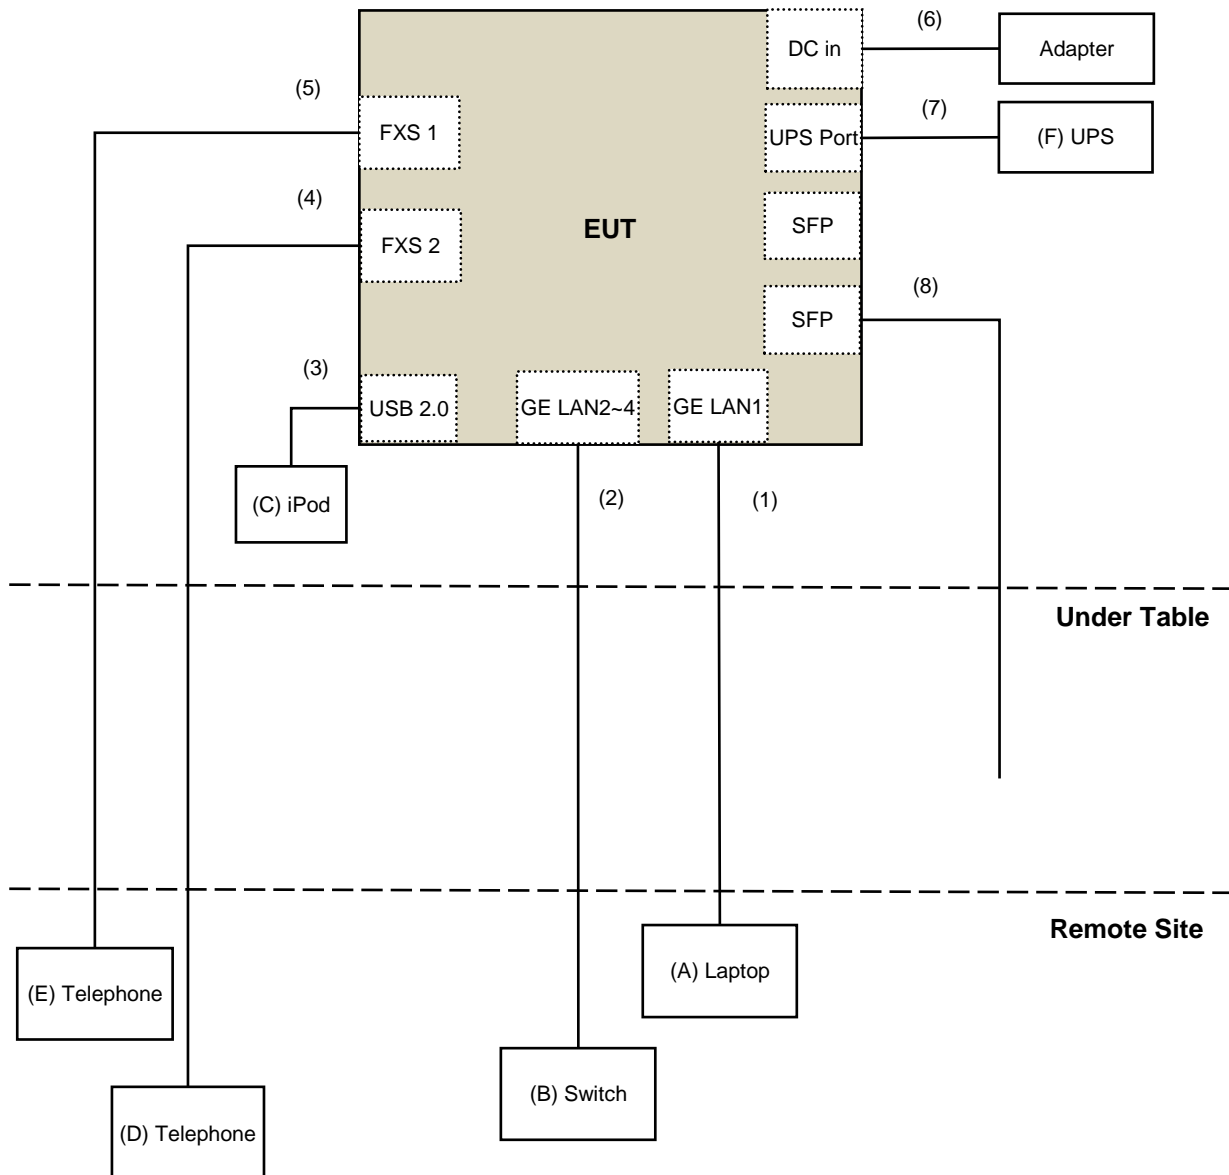 (6)
DC in
Adapter
(5)
(7)
FXS 1
UPS Port
(F) UPS
(4)
SFP
EUT
FXS 2
(8)
SFP
(3)
USB 2.0
GE LAN2~4
GE LAN1
(C) iPod
(2)
(1)
Under Table
Remote Site
(A) Laptop
(E) Telephone
(B) Switch
(D) Telephone